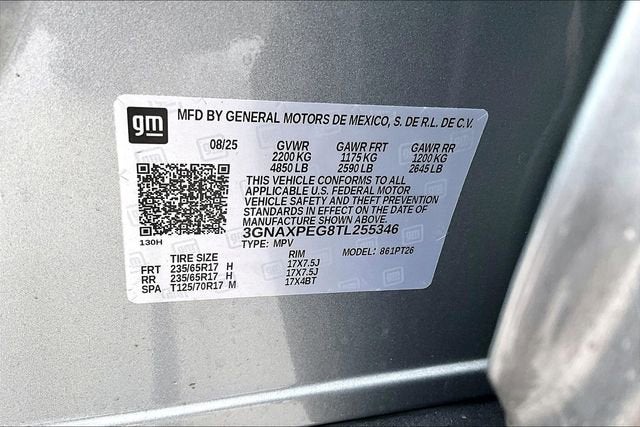 gm MFD BY GENERAL MOTORS DE MEXICO, S. DE R.L. DE C.V.
08/25 GVWR GAWR FRT GAWR RR
2200 KG 1175 KG 1200 KG
4850 LB 2590 LB 2645 LB
THIS VEHICLE CONFORMS TO ALL
APPLICABLE U.S. FEDERAL MOTOR
VEHICLE SAFETY AND THEFT PREVENTION
STANDARDS IN EFFECT ON THE DATE OF
MANUFACTURE SHOWN ABOVE.
3GNAXPEG8TL255346
130H TYPE: MPV MODEL: 861PT26
TIRE SIZE RIM
FRT 235/65R17 H 17X7.5J
RR 235/65R17 H 17X7.5J
SPA T125/70R17 M 17X4BT